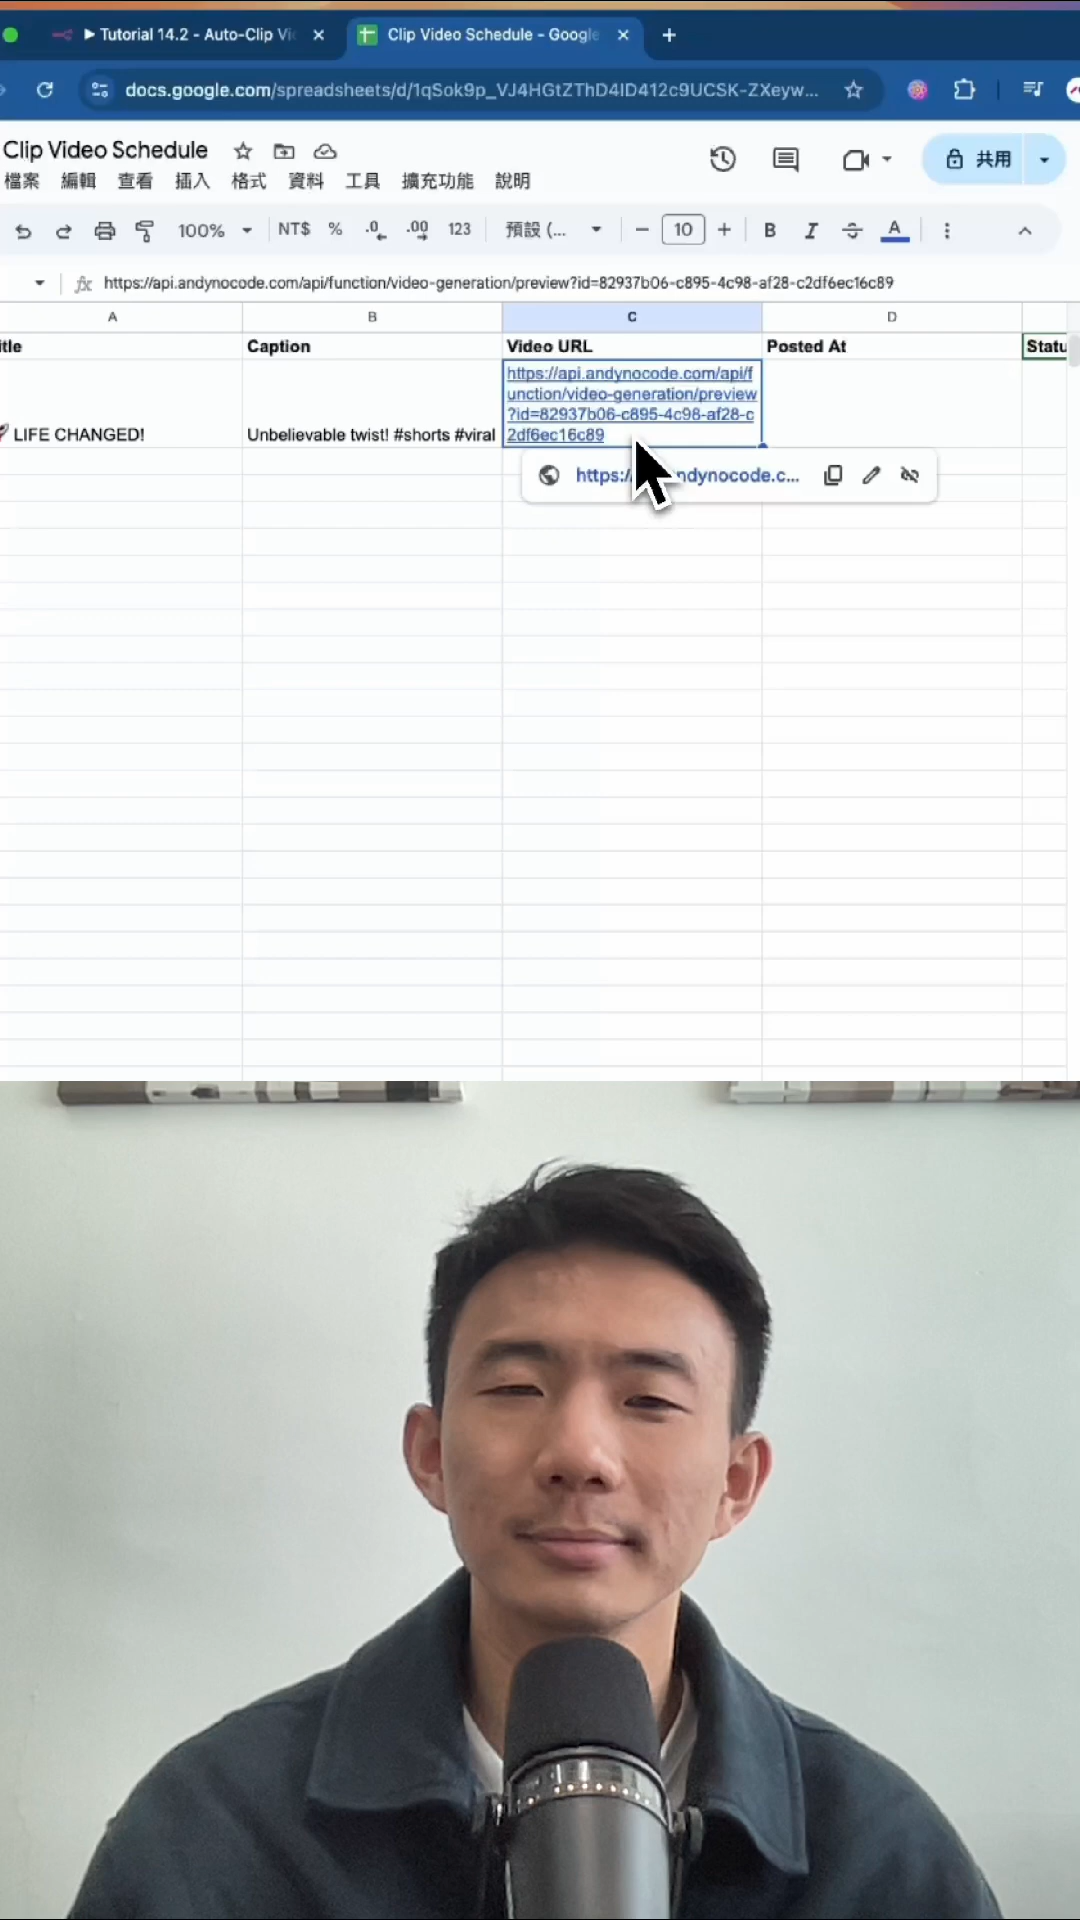 Tutorial 14.2 - Auto-Clip Vi
Clip Video Schedule - Google
docs.google.com/spreadsheets/d/1qSok9p_VJ4HGtZThD4ID412c9UCSK-ZXeyw...
Clip Video Schedule
檔案 編輯 查看 插入 格式 資料 工具 擴充功能 說明
共用
100% NT$ % .0 .00 123 預設 (... 10 B I S A
fx https://api.andynocode.com/api/function/video-generation/preview?id=82937b06-c895-4c98-af28-c2df6ec16c89
A B C D
itle Caption Video URL Posted At Statu
LIFE CHANGED! Unbelievable twist! #shorts #viral
https://api.andynocode.com/api/f
unction/video-generation/preview
?id=82937b06-c895-4c98-af28-c
2df6ec16c89
https:/ ndynocode.c...